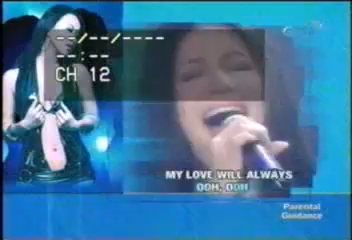 --/--/----
--:--
CH 12
MY LOVE WILL ALWAYS
OOH, OOH
Parental
Guidance